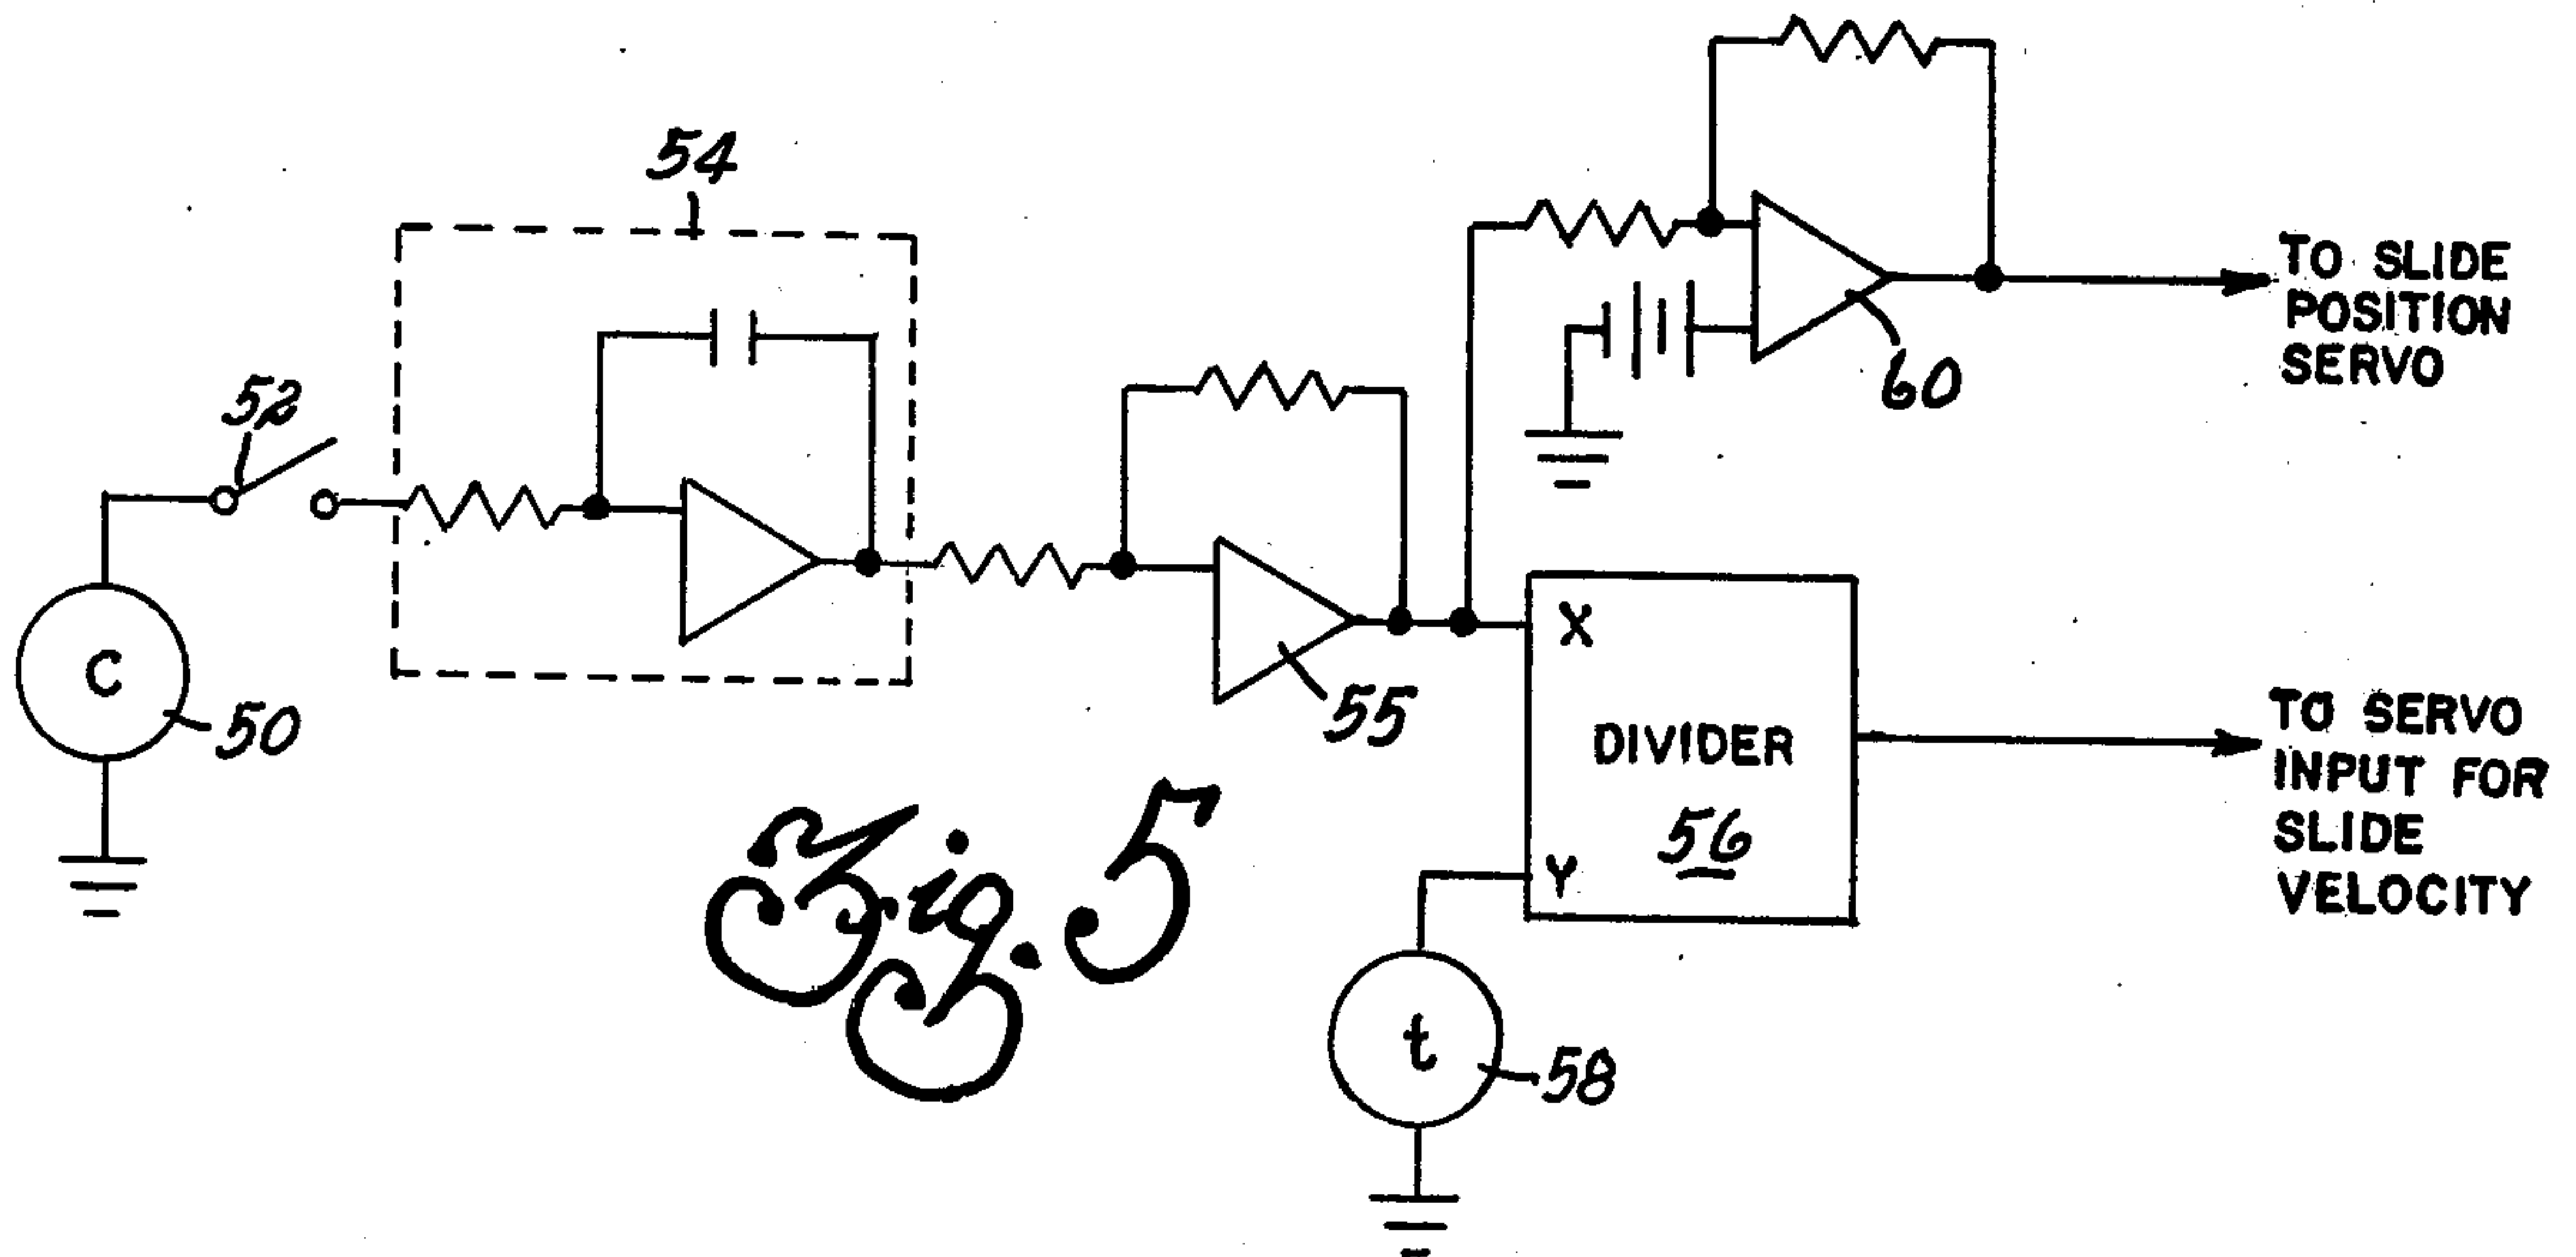 54
52
C
50
55
60
TO SLIDE
POSITION
SERVO
X
DIVIDER
56
Y
TO SERVO
INPUT FOR
SLIDE
VELOCITY
t
58
Fig. 5